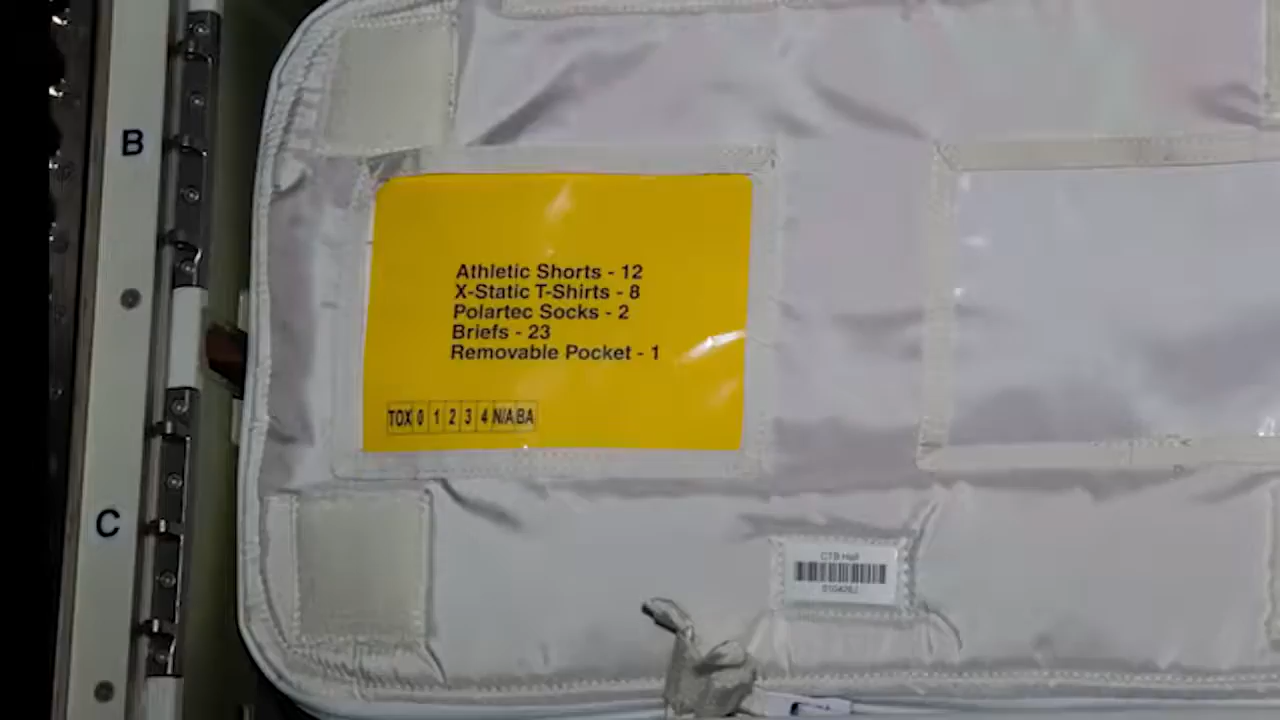 B
Athletic Shorts - 12
X-Static T-Shirts - 8
Polartec Socks - 2
Briefs - 23
Removable Pocket - 1
TOX 0 1 2 3 4 N/A BA
C
CTB Half